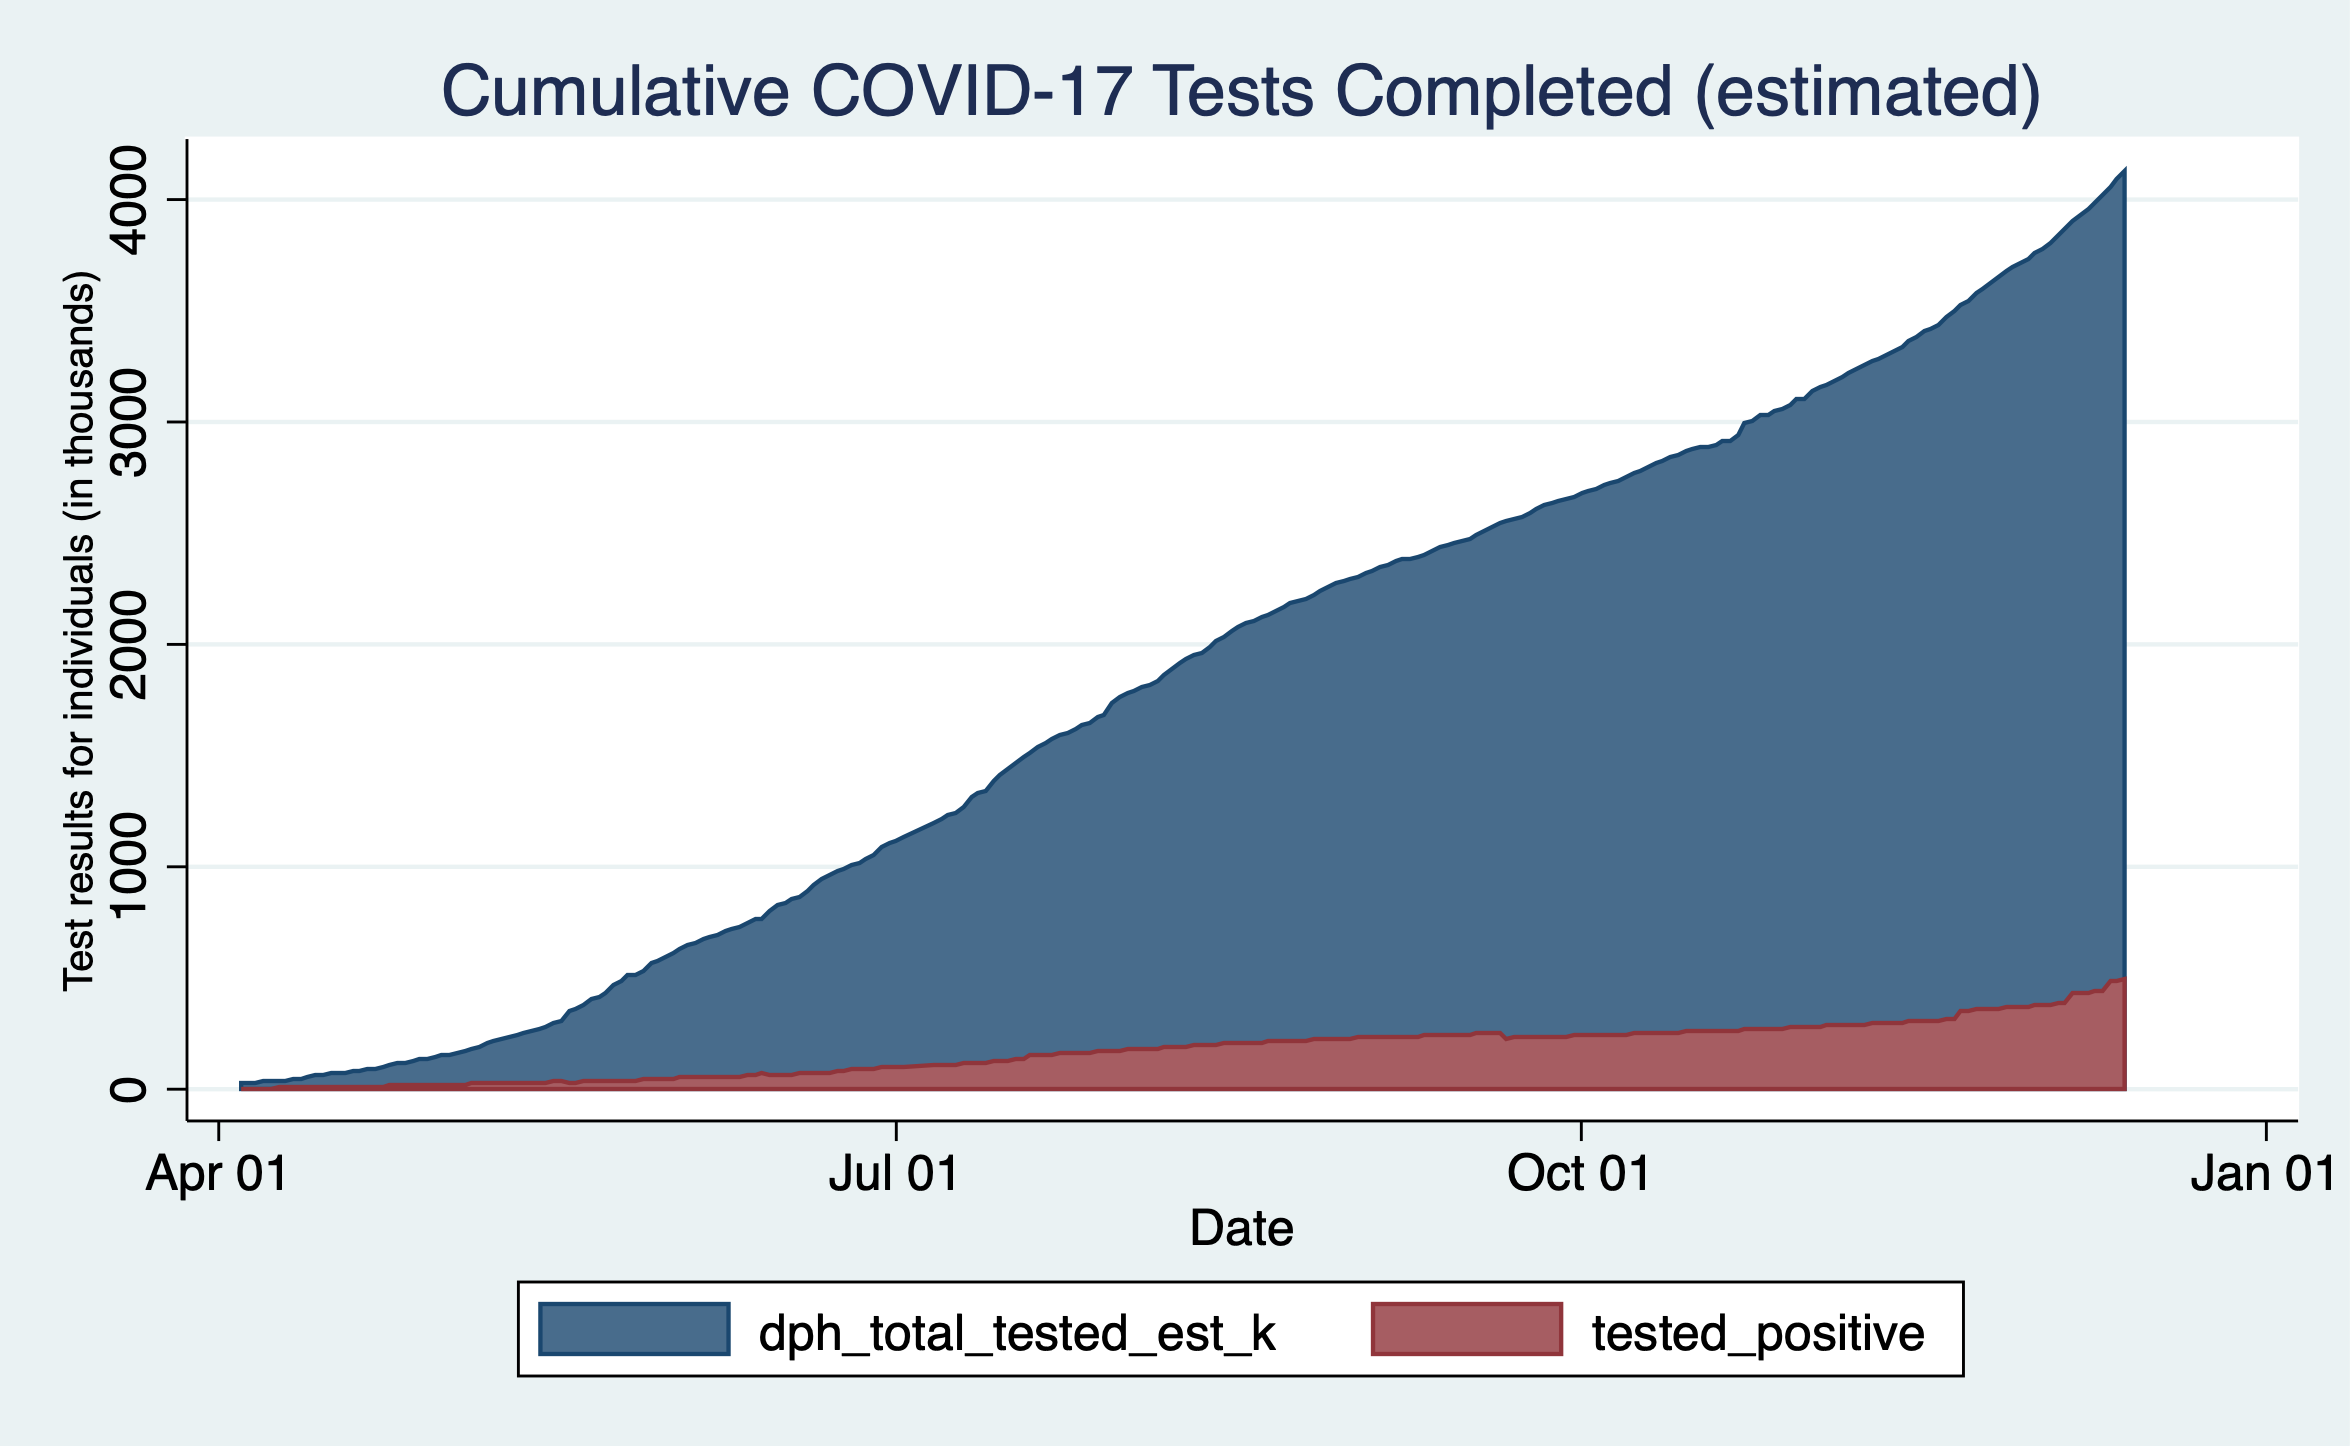 Cumulative COVID-17 Tests Completed (estimated)
Test results for individuals (in thousands)
4000
3000
2000
1000
0
Apr 01 Jul 01 Oct 01 Jan 01
Date
dph_total_tested_est_k tested_positive